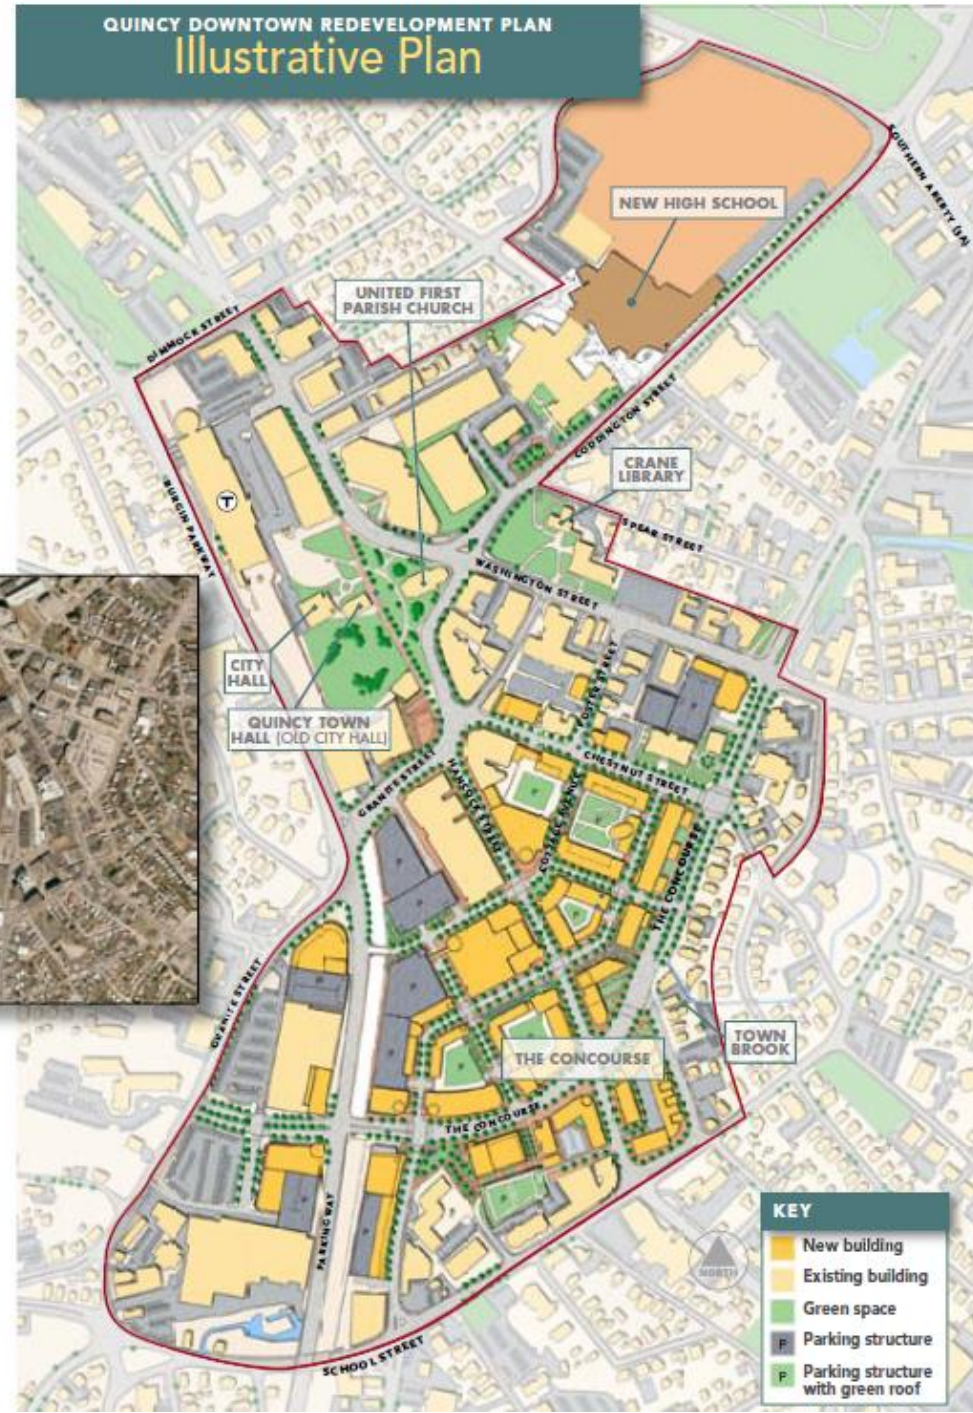 QUINCY DOWNTOWN REDEVELOPMENT PLAN
Illustrative Plan
SOUTHERN ARERTY (3A)
NEW HIGH SCHOOL
UNITED FIRST
PARISH CHURCH
DIMMOCK STREET
CODDINGTON STREET
CRANE
LIBRARY
BURGIN PARKWAY
T
SPEAR STREET
WASHINGTON STREET
CITY
HALL
FOSTER STREET
QUINCY TOWN
HALL (OLD CITY HALL)
GRANITE STREET
HANCOCK STREET
CHESTNUT STREET
THE CONCOURSE
GRANITE STREET
TOWN
BROOK
THE CONCOURSE
THE CONCOURSE
PARKINGWAY
SCHOOL STREET
NORTH
KEY
New building
Existing building
Green space
P Parking structure
P Parking structure
with green roof